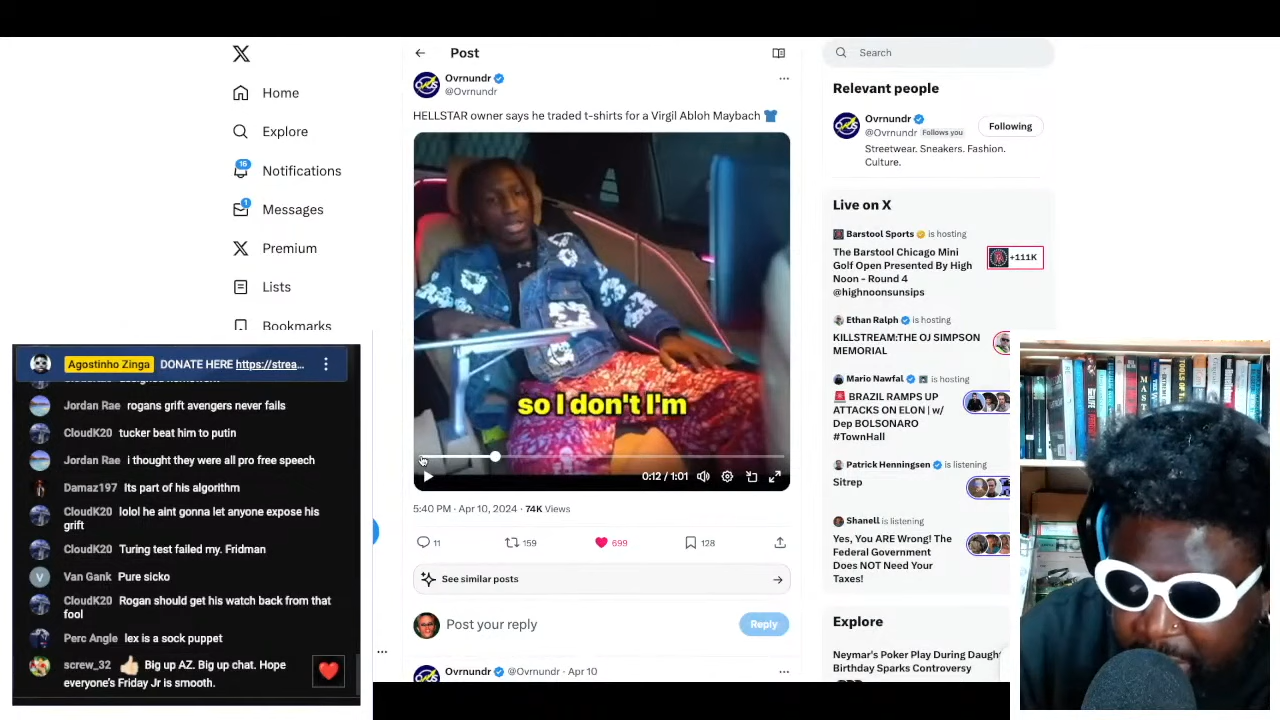 Home
Explore
16
Notifications
1
Messages
Premium
Lists
Bookmarks
Post
Ovrnundr
@Ovrnundr
HELLSTAR owner says he traded t-shirts for a Virgil Abloh Maybach
so I don't I'm
0:12 / 1:01
5:40 PM · Apr 10, 2024 · 74K Views
11
159
699
128
See similar posts
Post your reply
Reply
Ovrnundr @Ovrnundr · Apr 10
Search
Relevant people
Ovrnundr
@Ovrnundr Follows you
Following
Streetwear. Sneakers. Fashion.
Culture.
Live on X
Barstool Sports is hosting
The Barstool Chicago Mini
Golf Open Presented By High
Noon - Round 4
@highnoonsunsips
+111K
Ethan Ralph is hosting
KILLSTREAM:THE OJ SIMPSON
MEMORIAL
Mario Nawfal is hosting
BRAZIL RAMPS UP
ATTACKS ON ELON | w/
Dep BOLSONARO
#TownHall
Patrick Henningsen is listening
Sitrep
Shanell is listening
Yes, You ARE Wrong! The
Federal Government
Does NOT Need Your
Taxes!
Explore
Neymar's Poker Play During Daught
Birthday Sparks Controversy
Agostinho Zinga DONATE HERE https://strea...
Jordan Rae rogans grift avengers never fails
CloudK20 tucker beat him to putin
Jordan Rae i thought they were all pro free speech
Damaz197 Its part of his algorithm
CloudK20 lolol he aint gonna let anyone expose his
grift
CloudK20 Turing test failed my. Fridman
V Van Gank Pure sicko
CloudK20 Rogan should get his watch back from that
fool
Perc Angle lex is a sock puppet
screw_32 Big up AZ. Big up chat. Hope
everyone's Friday Jr is smooth.